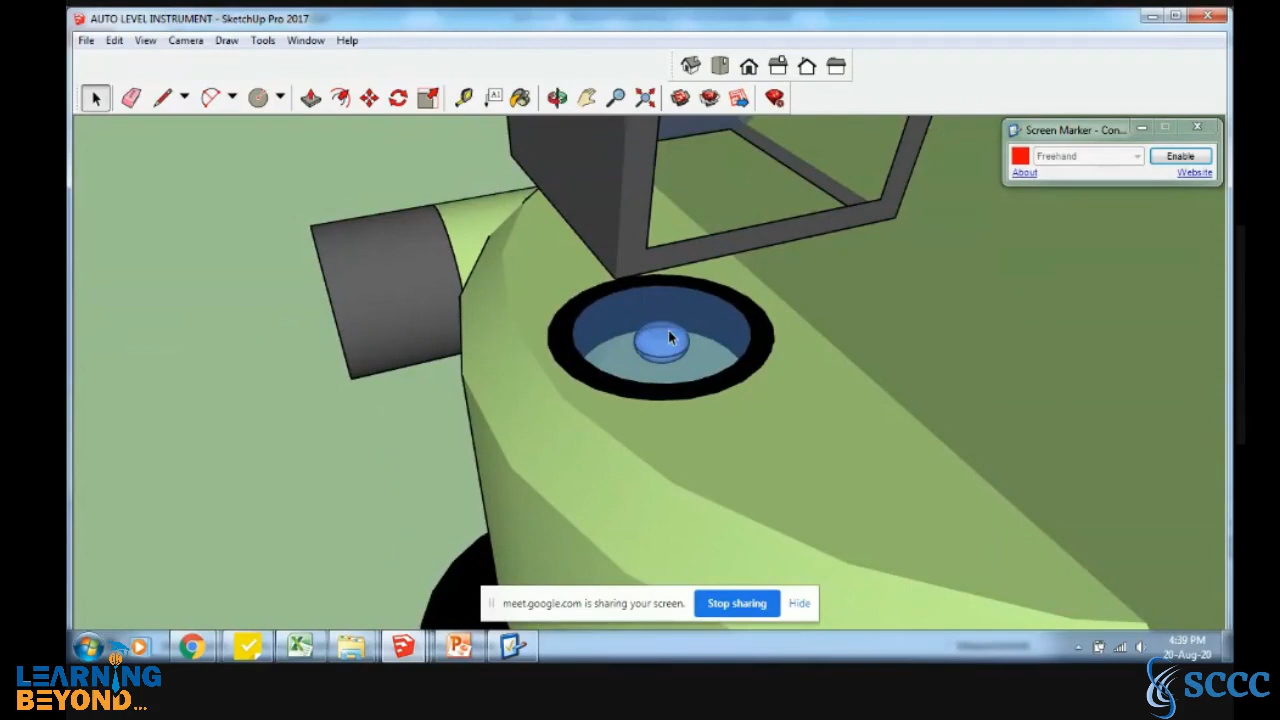 AUTO LEVEL INSTRUMENT - SketchUp Pro 2017
File Edit View Camera Draw Tools Window Help
A1
Screen Marker - Con...
Freehand
Enable
About
Website
meet.google.com is sharing your screen.
Stop sharing
Hide
4:39 PM
20-Aug-20
LEARNING
BEYOND...
SCCC